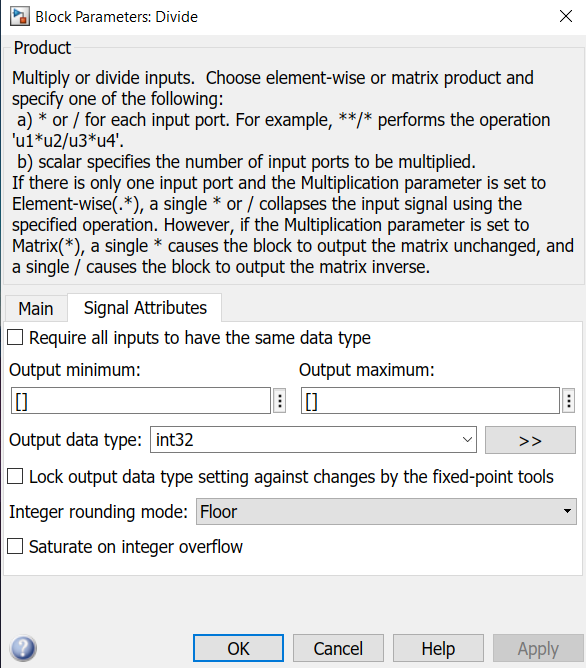 Block Parameters: Divide
Product
Multiply or divide inputs.  Choose element-wise or matrix product and
specify one of the following:
a) * or / for each input port. For example, **/* performs the operation
'u1*u2/u3*u4'.
b) scalar specifies the number of input ports to be multiplied.
If there is only one input port and the Multiplication parameter is set to
Element-wise(.*), a single * or / collapses the input signal using the
specified operation. However, if the Multiplication parameter is set to
Matrix(*), a single * causes the block to output the matrix unchanged, and
a single / causes the block to output the matrix inverse.
Main Signal Attributes
Require all inputs to have the same data type
Output minimum: Output maximum:
[] []
Output data type: int32 >>
Lock output data type setting against changes by the fixed-point tools
Integer rounding mode: Floor
Saturate on integer overflow
? OK Cancel Help Apply